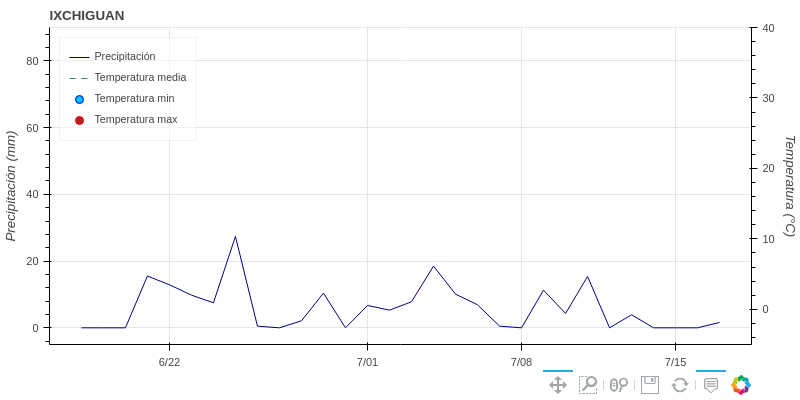 IXCHIGUAN
Precipitación
Temperatura media
Temperatura min
Temperatura max
Precipitación (mm)
80
60
40
20
0
Temperatura (°C)
40
30
20
10
0
6/22
7/01
7/08
7/15